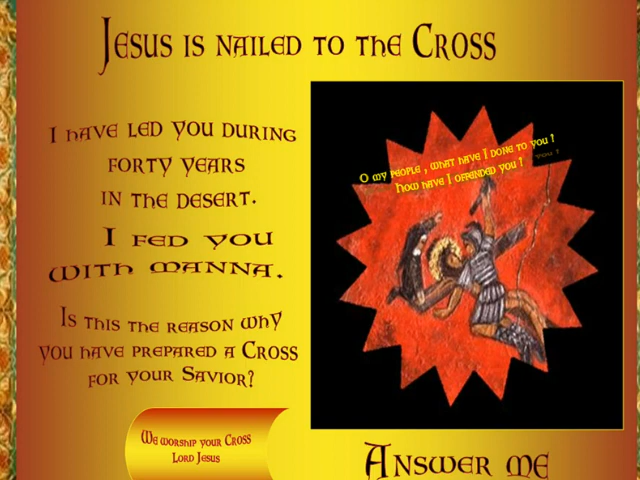 Jesus is nailed to the Cross
I have led you during
forty years
in the desert.
I fed you
with manna.
Is this the reason why
you have prepared a Cross
for your Savior?
We worship your Cross
Lord Jesus
O my people , what have I done to you !
How have I offended you !
Answer me